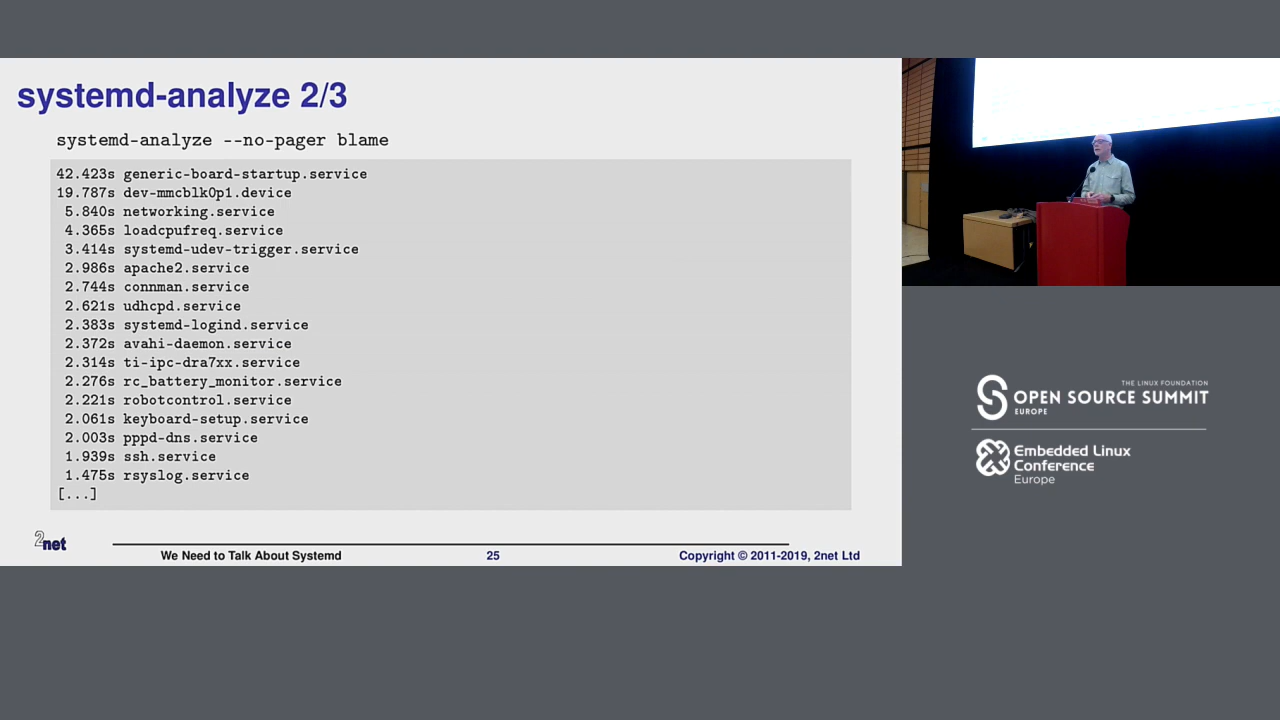 systemd-analyze 2/3
systemd-analyze --no-pager blame
42.423s generic-board-startup.service
19.787s dev-mmcblk0p1.device
5.840s networking.service
4.365s loadcpufreq.service
3.414s systemd-udev-trigger.service
2.986s apache2.service
2.744s connman.service
2.621s udhcpd.service
2.383s systemd-logind.service
2.372s avahi-daemon.service
2.314s ti-ipc-dra7xx.service
2.276s rc_battery_monitor.service
2.221s robotcontrol.service
2.061s keyboard-setup.service
2.003s pppd-dns.service
1.939s ssh.service
1.475s rsyslog.service
[...]
2net
We Need to Talk About Systemd
25
Copyright © 2011-2019, 2net Ltd
THE LINUX FOUNDATION
OPEN SOURCE SUMMIT
EUROPE
Embedded Linux
Conference
Europe